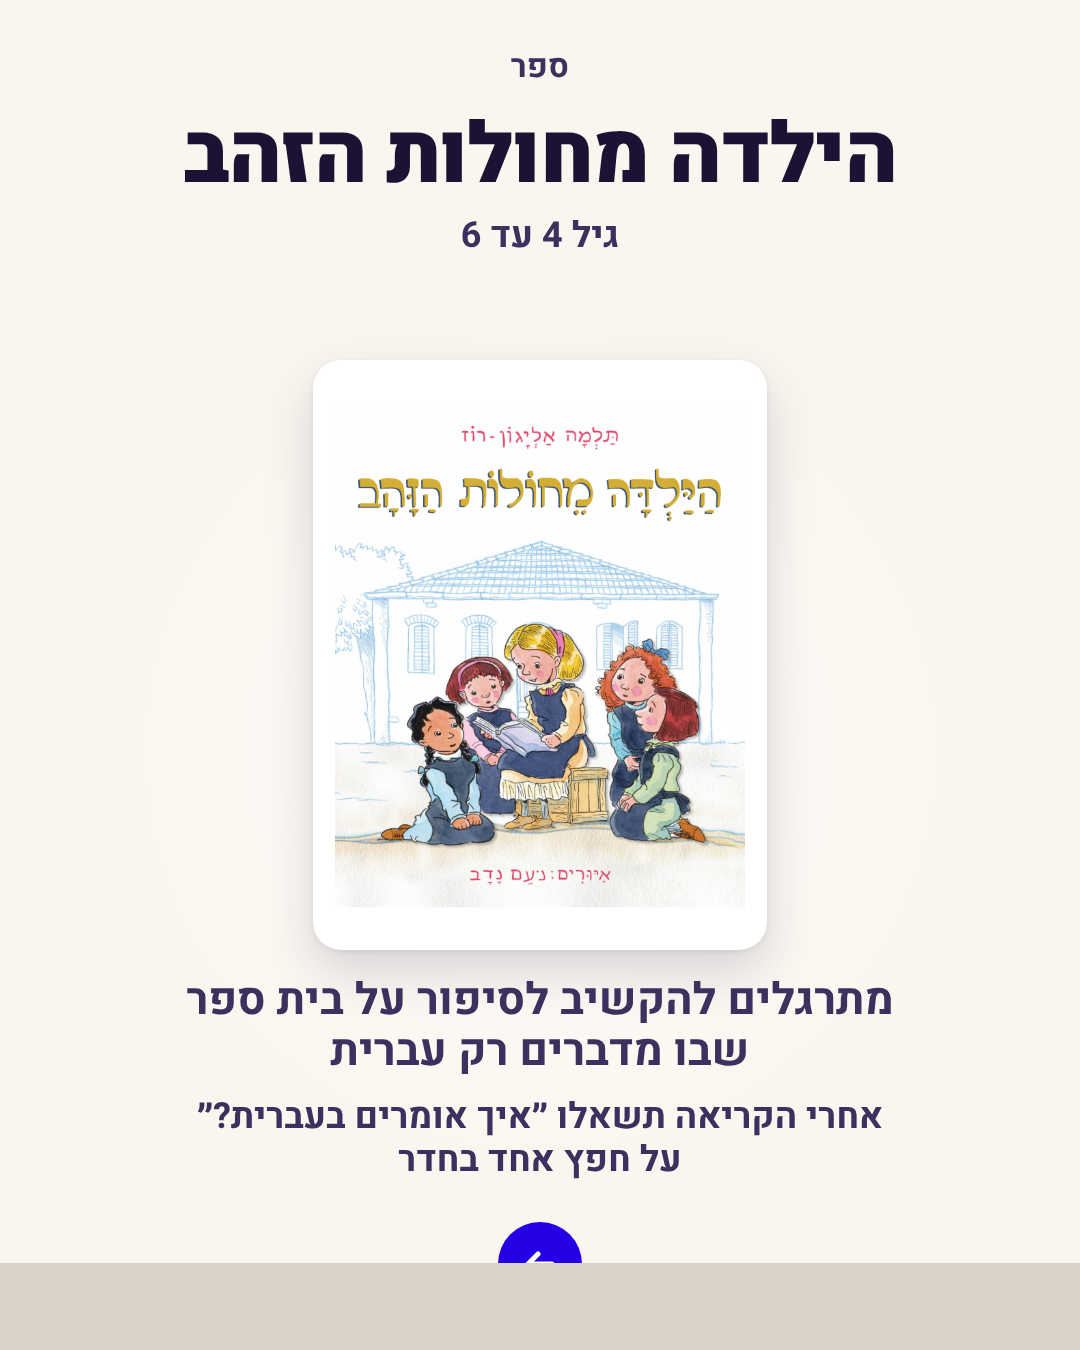 ספר
הילדה מחולות הזהב
גיל 4 עד 6
תַּלְמָה אַלְיָגוֹן-רוֹז
הַיַּלְדָּה מֵחוֹלוֹת הַזָּהָב
אִיּוּרִים: נֹעַם נָדָב
מתרגלים להקשיב לסיפור על בית ספר
שבו מדברים רק עברית
אחרי הקריאה תשאלו ״איך אומרים בעברית?״
על חפץ אחד בחדר